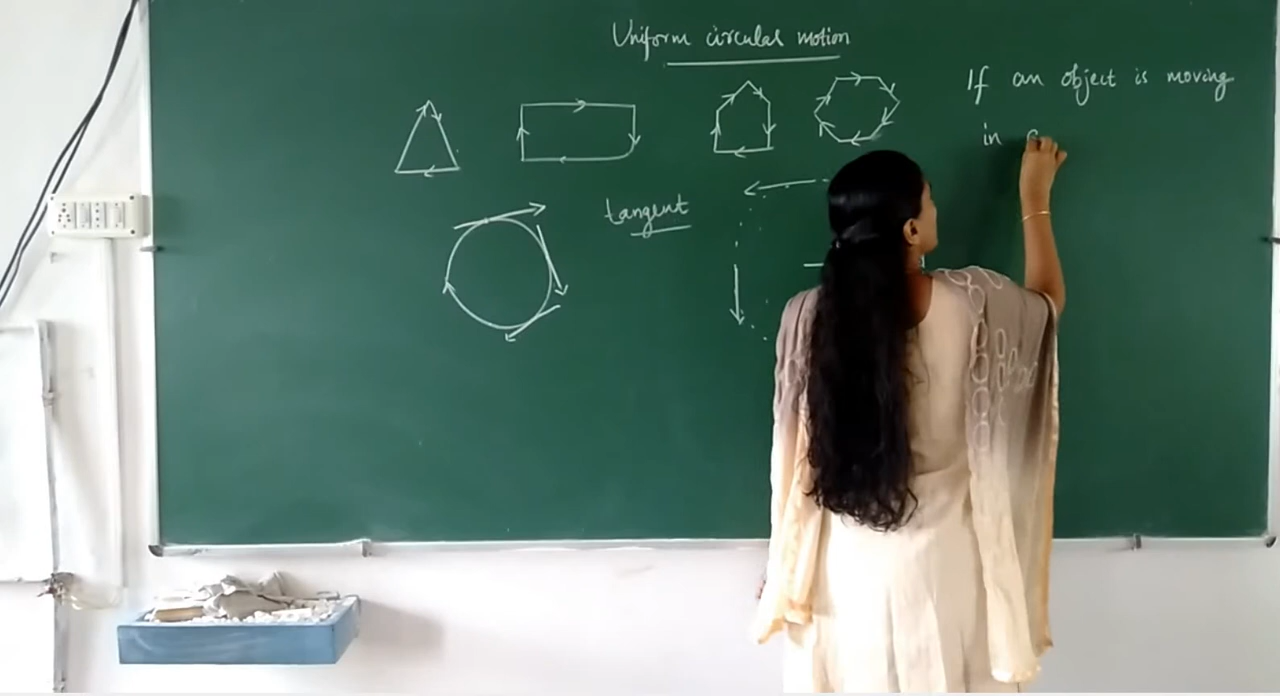 Uniform circular motion
tangent
If an object is moving
in